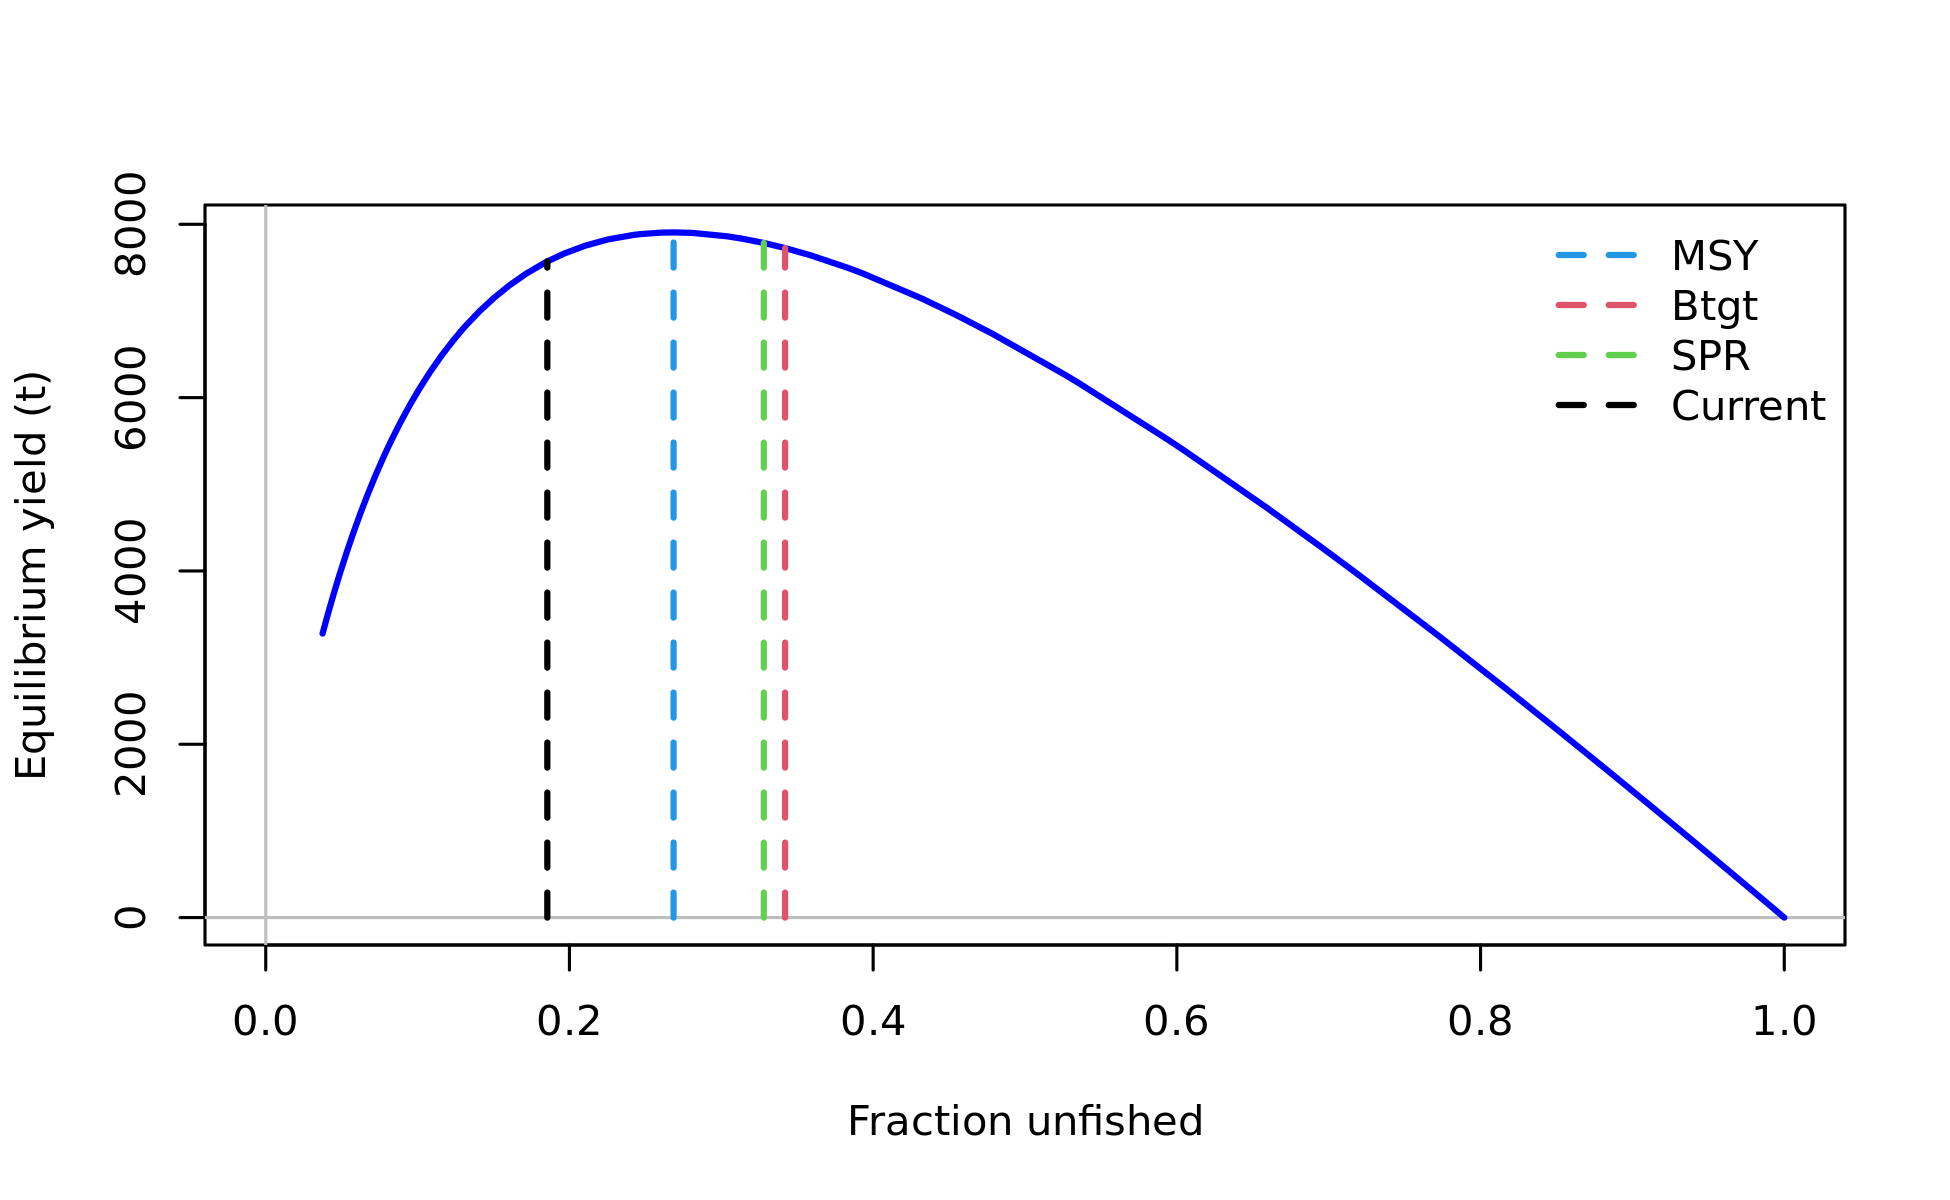 Equilibrium yield (t)
8000
6000
4000
2000
0
MSY
Btgt
SPR
Current
0.0 0.2 0.4 0.6 0.8 1.0
Fraction unfished